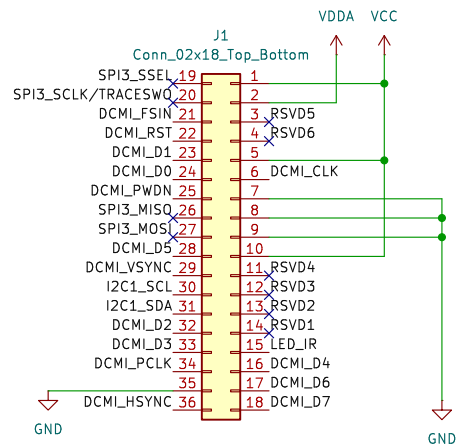 VDDA VCC
J1
Conn_02x18_Top_Bottom
SPI3_SSEL 19 1
SPI3_SCLK/TRACESWO 20 2
DCMI_FSIN 21 3 RSVD5
DCMI_RST 22 4 RSVD6
DCMI_D1 23 5
DCMI_D0 24 6 DCMI_CLK
DCMI_PWDN 25 7
SPI3_MISO 26 8
SPI3_MOSI 27 9
DCMI_D5 28 10
DCMI_VSYNC 29 11 RSVD4
I2C1_SCL 30 12 RSVD3
I2C1_SDA 31 13 RSVD2
DCMI_D2 32 14 RSVD1
DCMI_D3 33 15 LED_IR
DCMI_PCLK 34 16 DCMI_D4
35 17 DCMI_D6
DCMI_HSYNC 36 18 DCMI_D7
GND GND